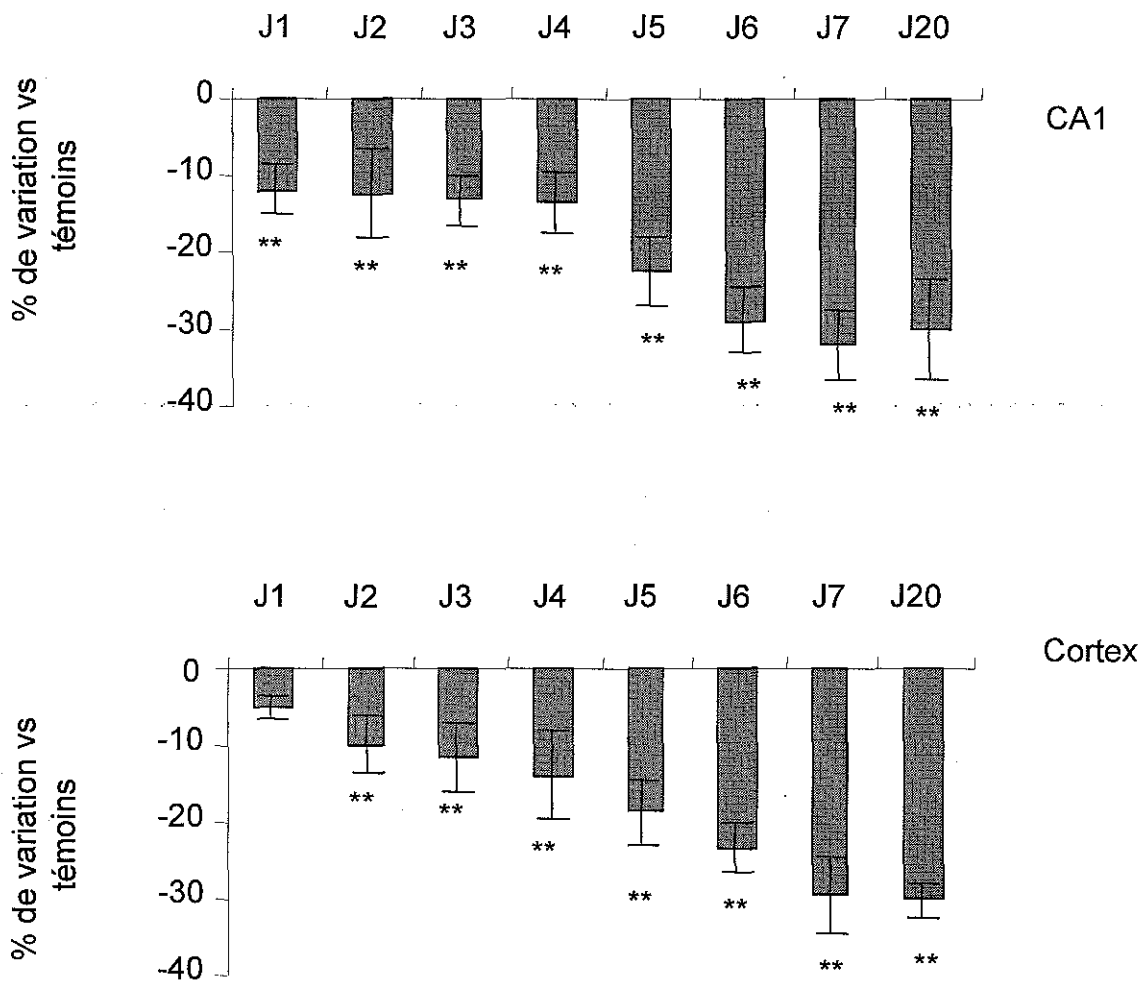 J1 J2 J3 J4 J5 J6 J7 J20
0
-10
-20
-30
-40
% de variation vs
témoins
CA1
** ** ** ** ** ** ** **
J1 J2 J3 J4 J5 J6 J7 J20
0
-10
-20
-30
-40
% de variation vs
témoins
Cortex
** ** ** ** ** ** **